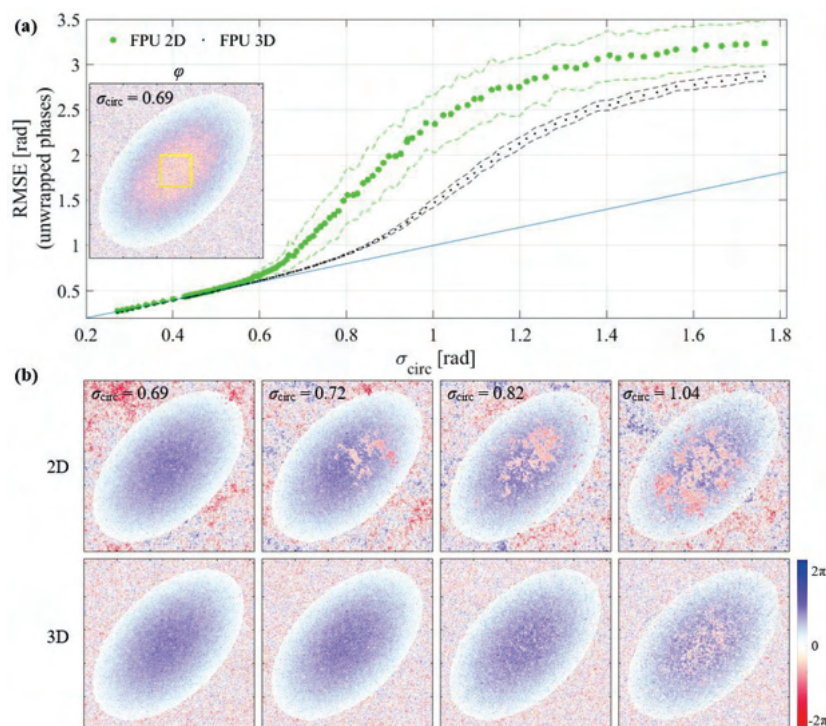 (a)
FPU 2D
FPU 3D
φ
σcirc = 0.69
RMSE [rad]
(unwrapped phases)
3.5
3
2.5
2
1.5
1
0.5
0.2
0.4
0.6
0.8
1
1.2
1.4
1.6
1.8
σcirc [rad]
(b)
σcirc = 0.69
σcirc = 0.72
σcirc = 0.82
σcirc = 1.04
2D
3D
2π
0
-2π